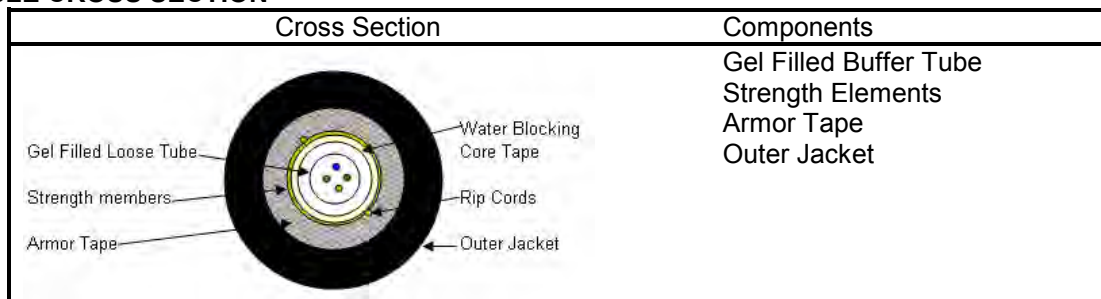 Cross Section
Components
Gel Filled Buffer Tube
Strength Elements
Armor Tape
Outer Jacket
Gel Filled Loose Tube
Strength members
Armor Tape
Water Blocking
Core Tape
Rip Cords
Outer Jacket